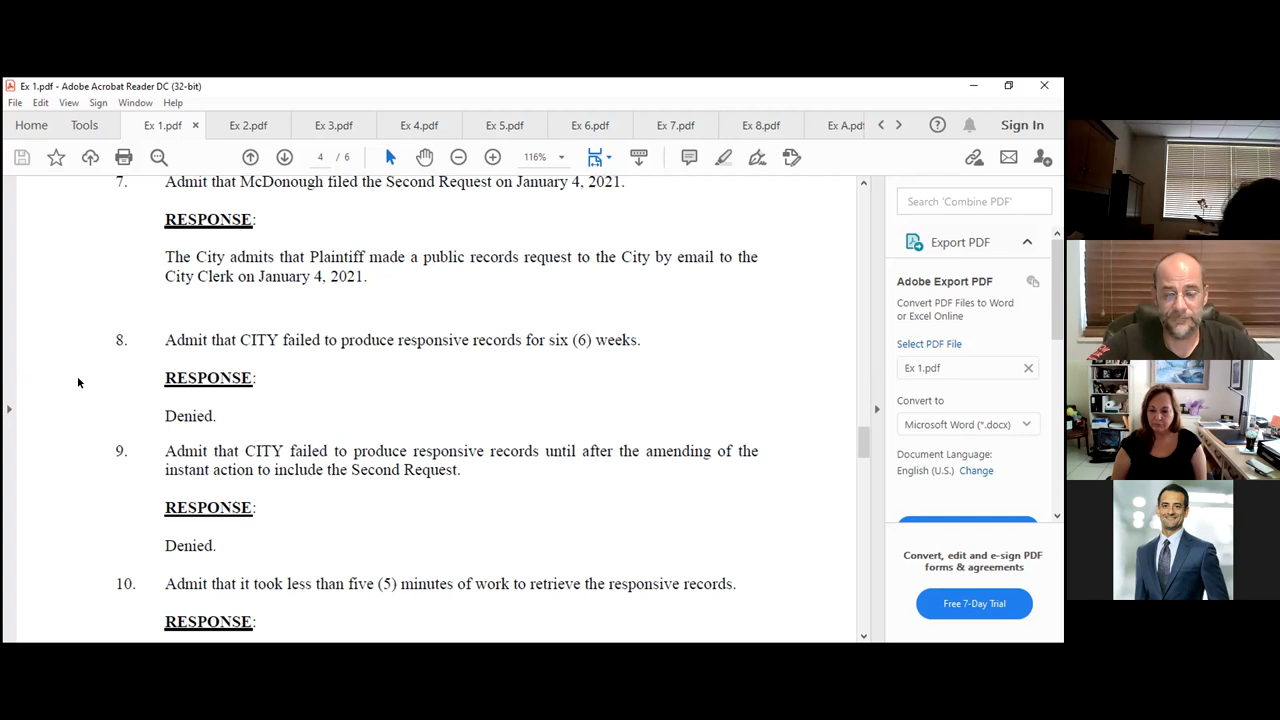 Ex 1.pdf - Adobe Acrobat Reader DC (32-bit)
File Edit View Sign Window Help
Home Tools Ex 1.pdf × Ex 2.pdf Ex 3.pdf Ex 4.pdf Ex 5.pdf Ex 6.pdf Ex 7.pdf Ex 8.pdf Ex A.pdf Sign In
4 / 6 116%
7. Admit that McDonough filed the Second Request on January 4, 2021.
RESPONSE:
The City admits that Plaintiff made a public records request to the City by email to the
City Clerk on January 4, 2021.
8. Admit that CITY failed to produce responsive records for six (6) weeks.
RESPONSE:
Denied.
9. Admit that CITY failed to produce responsive records until after the amending of the
instant action to include the Second Request.
RESPONSE:
Denied.
10. Admit that it took less than five (5) minutes of work to retrieve the responsive records.
RESPONSE:
Search 'Combine PDF'
Export PDF
Adobe Export PDF
Convert PDF Files to Word
or Excel Online
Select PDF File
Ex 1.pdf
Convert to
Microsoft Word (*.docx)
Document Language:
English (U.S.) Change
Convert, edit and e-sign PDF
forms & agreements
Free 7-Day Trial